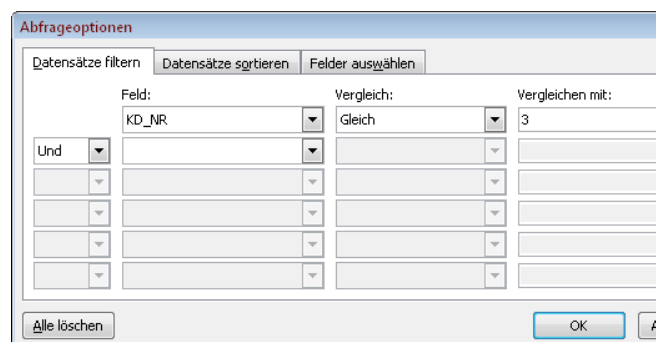 Abfrageoptionen
Datensätze filtern Datensätze sortieren Felder auswählen
Feld: Vergleich: Vergleichen mit:
KD_NR Gleich 3
Und
Alle löschen OK A